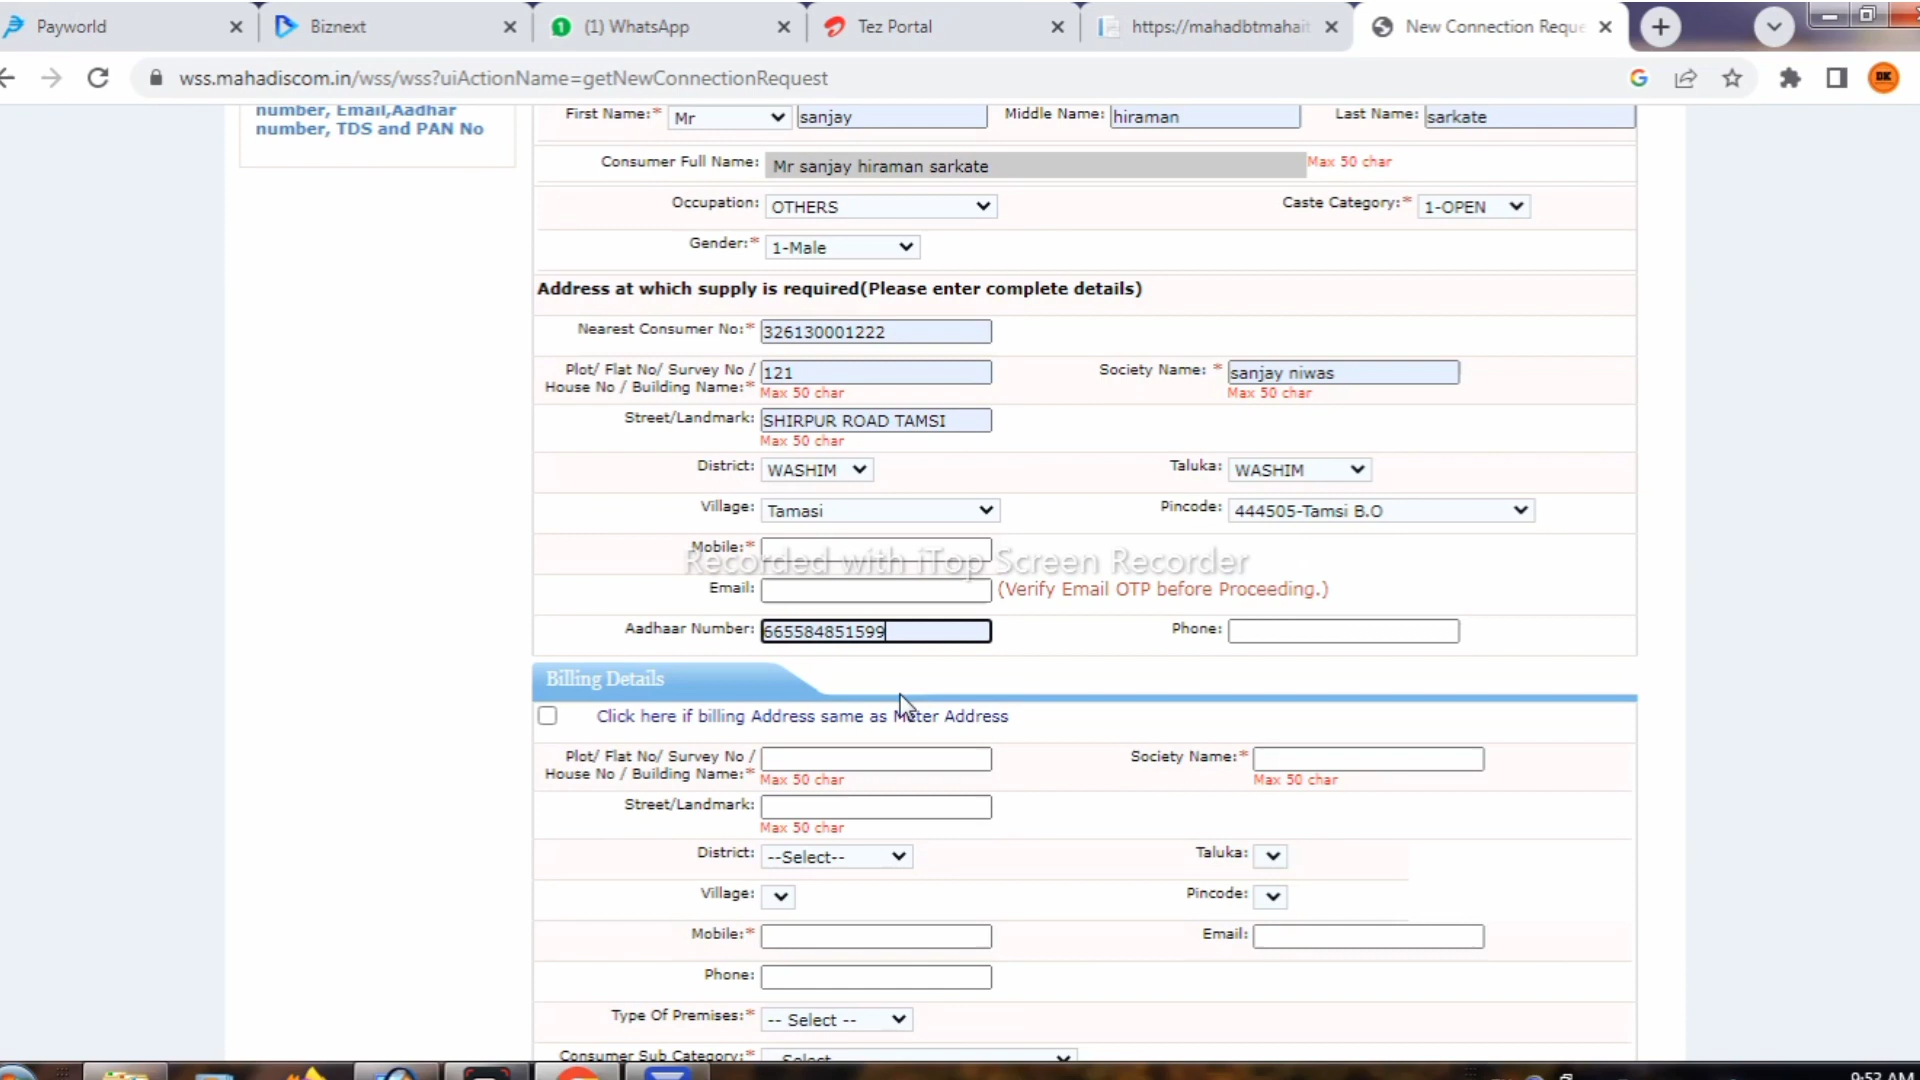 Payworld
Biznext
(1) WhatsApp
Tez Portal
https://mahadbtmahait
New Connection Reque
wss.mahadiscom.in/wss/wss?uiActionName=getNewConnectionRequest
DK
number, Email,Aadhar
number, TDS and PAN No
First Name:* Mr sanjay Middle Name: hiraman Last Name: sarkate
Consumer Full Name: Mr sanjay hiraman sarkate Max 50 char
Occupation: OTHERS Caste Category:* 1-OPEN
Gender:* 1-Male
Address at which supply is required(Please enter complete details)
Nearest Consumer No:* 326130001222
Plot/ Flat No/ Survey No / 121 Society Name: * sanjay niwas
House No / Building Name:* Max 50 char Max 50 char
Street/Landmark: SHIRPUR ROAD TAMSI
Max 50 char
District: WASHIM Taluka: WASHIM
Village: Tamasi Pincode: 444505-Tamsi B.O
Mobile:*
Recorded with iTop Screen Recorder
Email: (Verify Email OTP before Proceeding.)
Aadhaar Number: 665584851599 Phone:
Billing Details
Click here if billing Address same as Meter Address
Plot/ Flat No/ Survey No / Society Name:*
House No / Building Name:* Max 50 char Max 50 char
Street/Landmark:
Max 50 char
District: --Select-- Taluka:
Village: Pincode:
Mobile:* Email:
Phone:
Type Of Premises:* -- Select --
Consumer Sub Category:* Select
9:53 AM